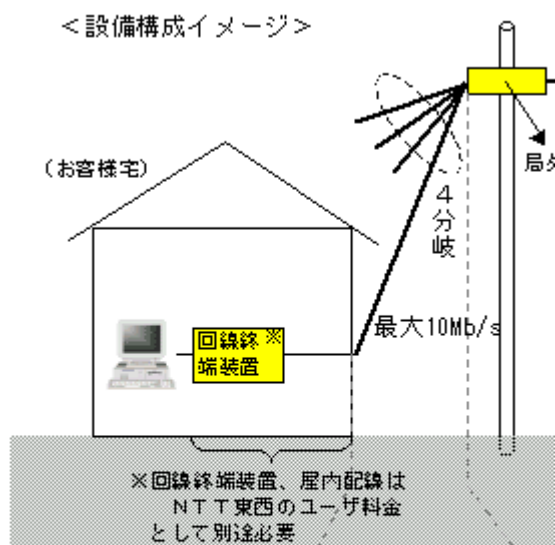 ＜設備構成イメージ＞
（お客様宅）
局外
4分岐
最大10Mb/s
回線終※
端装置
※回線終端装置、屋内配線は
ＮＴＴ東西のユーザ料金
として別途必要